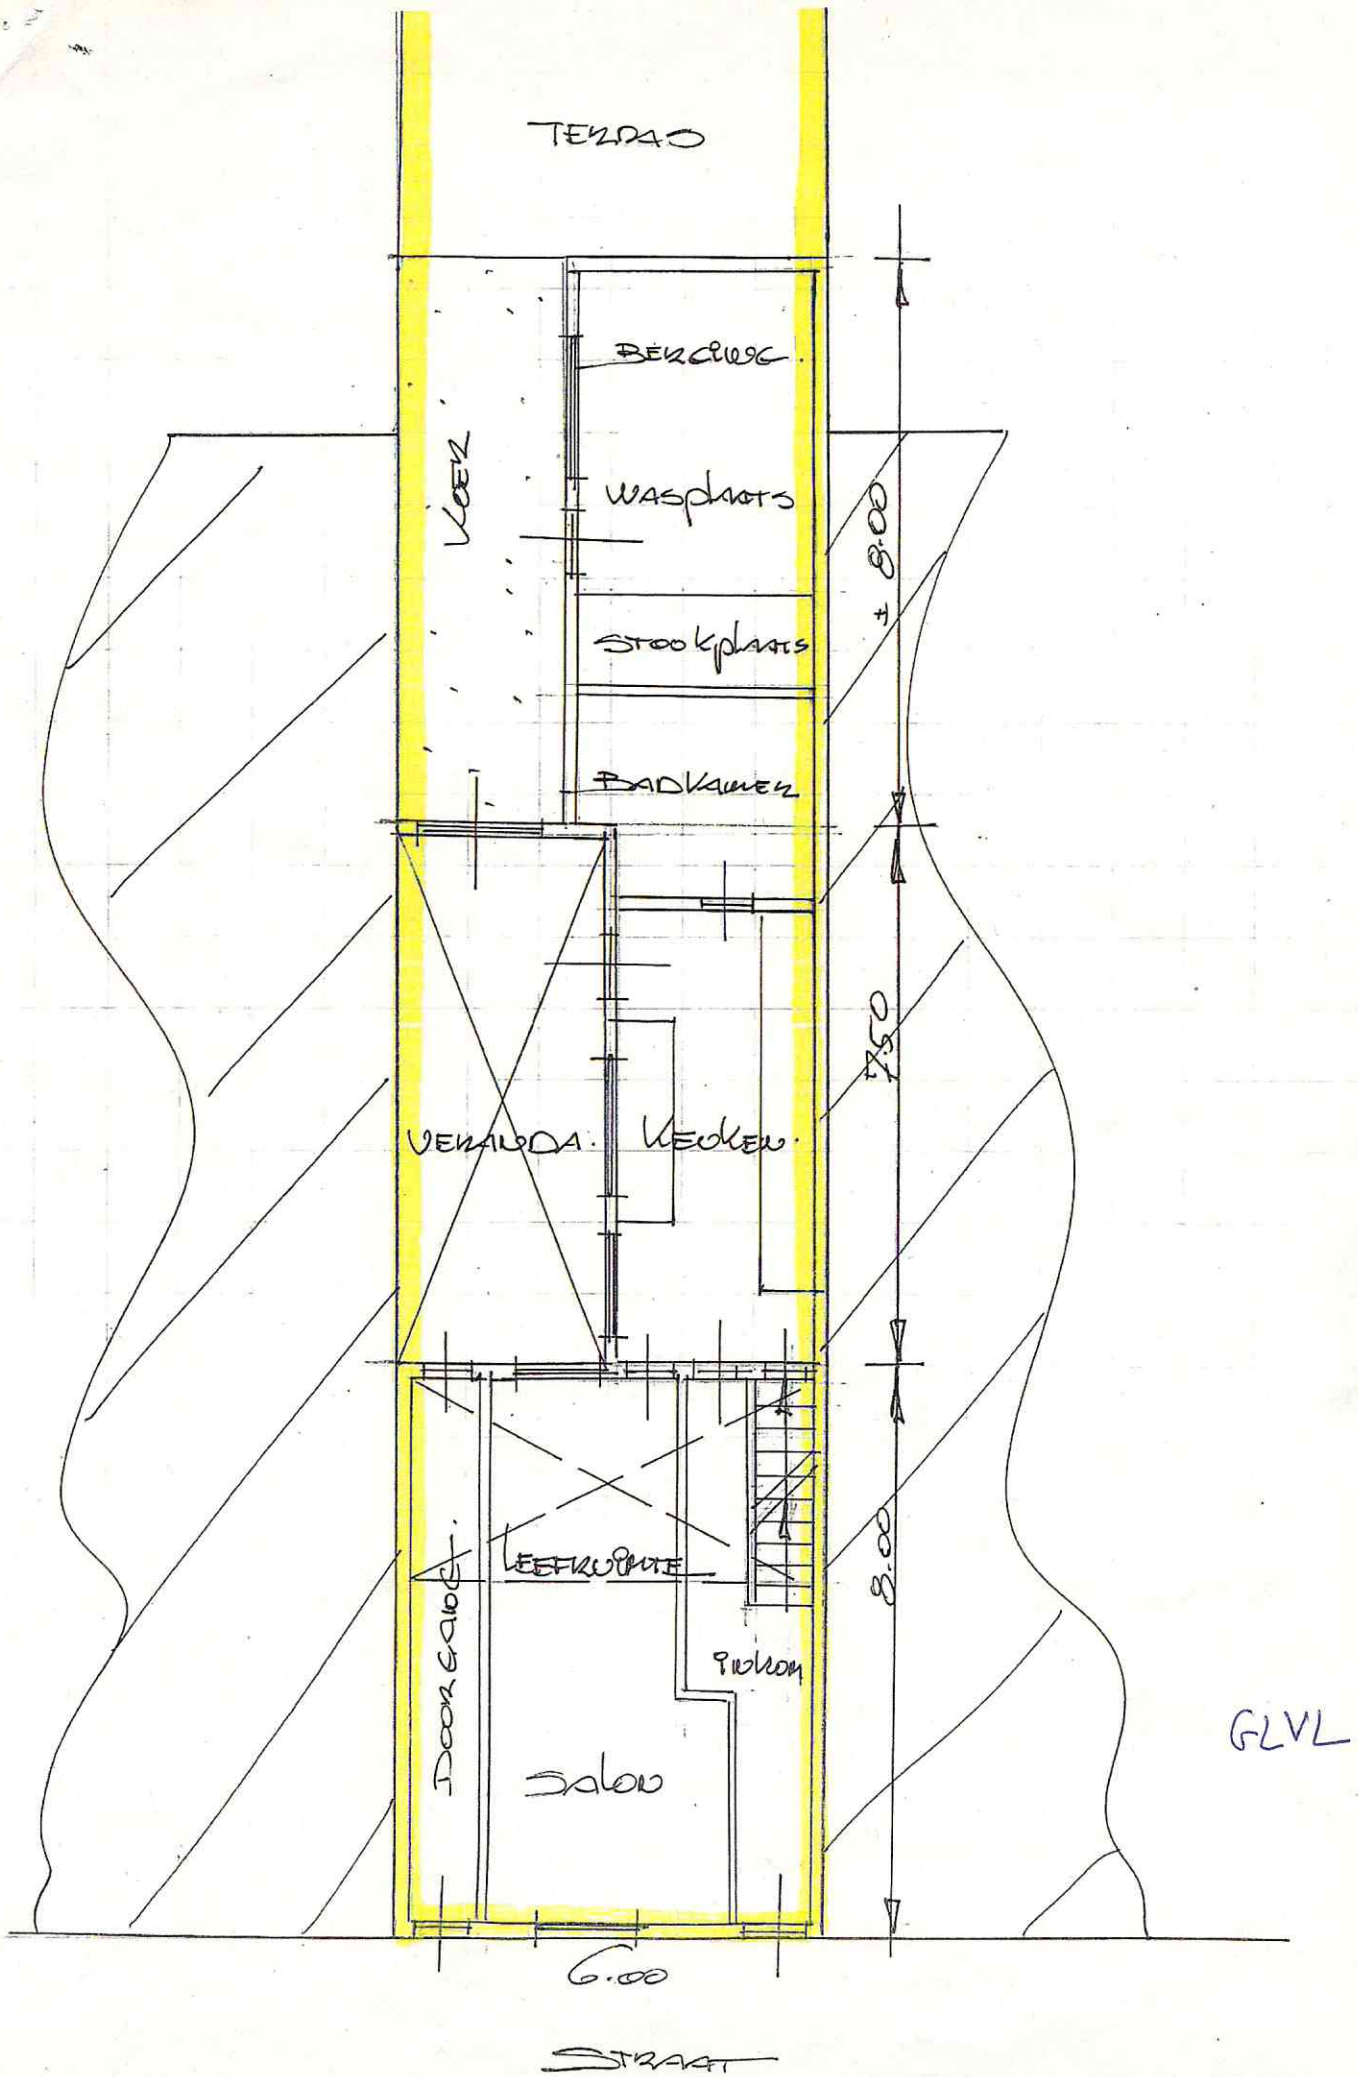 TERRAS
BERGING.
KOER
WASplAATS
± 8.00
STOOKplAATS
BADKAMER
7.50
VERANDA.
KEUKEN.
LEEFRUIMTE
8.00
DOORGANG.
iNKOM
GLVL
SALON
6.00
STRAAT